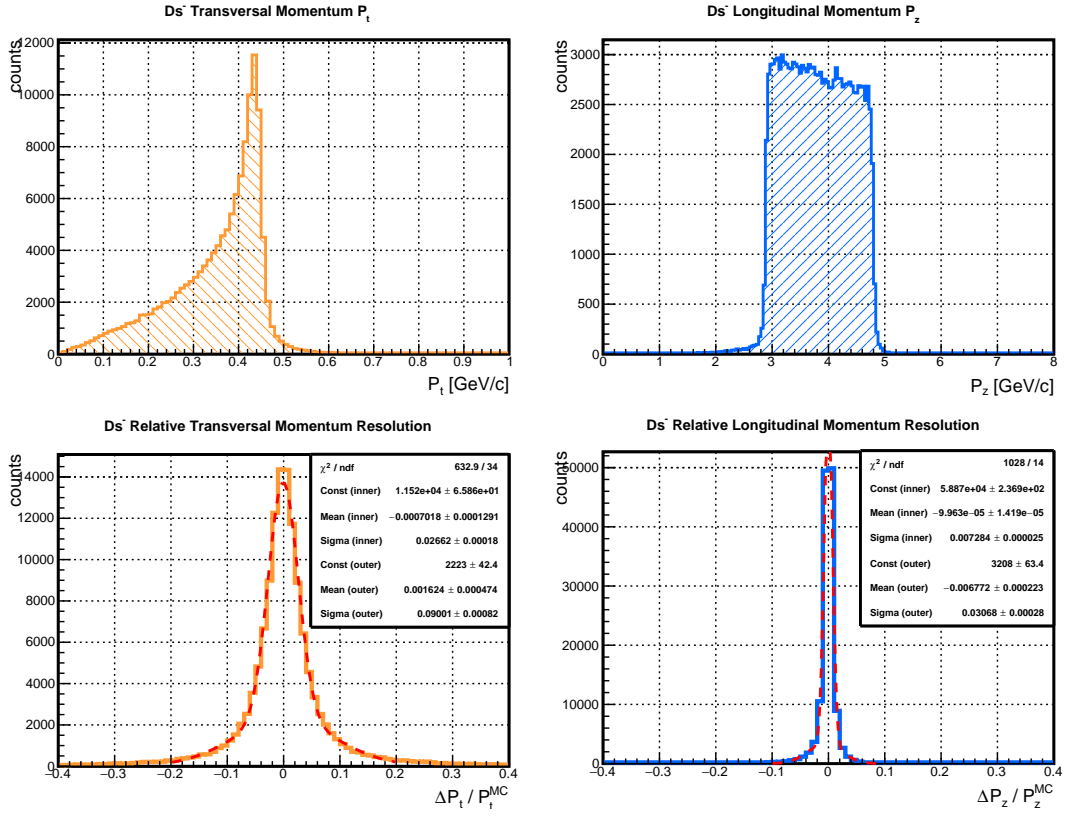 Ds⁻ Transversal Momentum P_t
counts
12000
10000
8000
6000
4000
2000
0
0 0.1 0.2 0.3 0.4 0.5 0.6 0.7 0.8 0.9 1
P_t [GeV/c]
Ds⁻ Longitudinal Momentum P_z
counts
3000
2500
2000
1500
1000
500
0
0 1 2 3 4 5 6 7 8
P_z [GeV/c]
Ds⁻ Relative Transversal Momentum Resolution
counts
14000
12000
10000
8000
6000
4000
2000
0
−0.4 −0.3 −0.2 −0.1 0 0.1 0.2 0.3 0.4
ΔP_t / P_t^MC
χ² / ndf 632.9 / 34
Const (inner) 1.152e+04 ± 6.586e+01
Mean (inner) −0.0007018 ± 0.0001291
Sigma (inner) 0.02662 ± 0.00018
Const (outer) 2223 ± 42.4
Mean (outer) 0.001624 ± 0.000474
Sigma (outer) 0.09001 ± 0.00082
Ds⁻ Relative Longitudinal Momentum Resolution
counts
50000
40000
30000
20000
10000
0
−0.4 −0.3 −0.2 −0.1 0 0.1 0.2 0.3 0.4
ΔP_z / P_z^MC
χ² / ndf 1028 / 14
Const (inner) 5.887e+04 ± 2.369e+02
Mean (inner) −9.963e−05 ± 1.419e−05
Sigma (inner) 0.007284 ± 0.000025
Const (outer) 3208 ± 63.4
Mean (outer) −0.006772 ± 0.000223
Sigma (outer) 0.03068 ± 0.00028